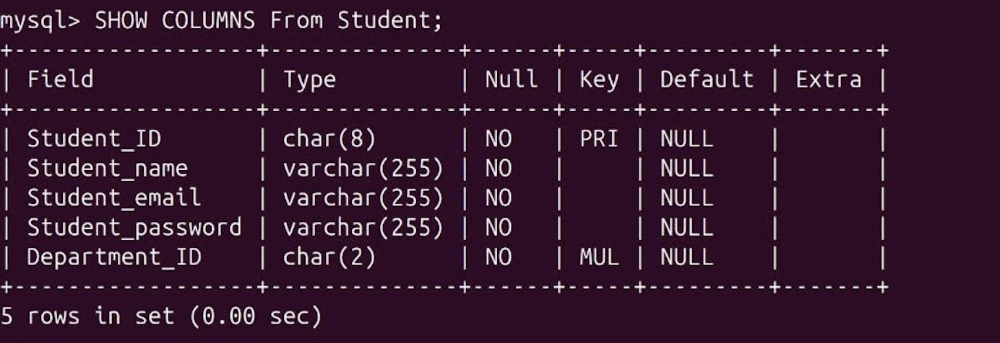 mysql> SHOW COLUMNS From Student;
+------------------+--------------+------+-----+---------+-------+
| Field            | Type         | Null | Key | Default | Extra |
+------------------+--------------+------+-----+---------+-------+
| Student_ID       | char(8)      | NO   | PRI | NULL    |       |
| Student_name     | varchar(255) | NO   |     | NULL    |       |
| Student_email    | varchar(255) | NO   |     | NULL    |       |
| Student_password | varchar(255) | NO   |     | NULL    |       |
| Department_ID    | char(2)      | NO   | MUL | NULL    |       |
+------------------+--------------+------+-----+---------+-------+
5 rows in set (0.00 sec)